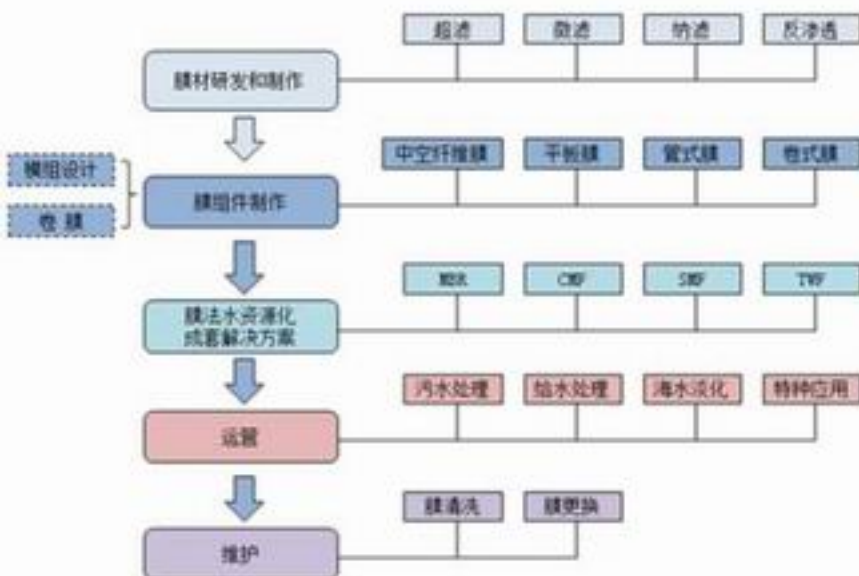 超滤
微滤
纳滤
反渗透
膜材研发和制作
中空纤维膜
平板膜
管式膜
卷式膜
模组设计
卷 膜
膜组件制作
MBR
CMF
SMF
TWF
膜法水资源化
成套解决方案
污水处理
给水处理
海水淡化
特种应用
运营
膜清洗
膜更换
维护